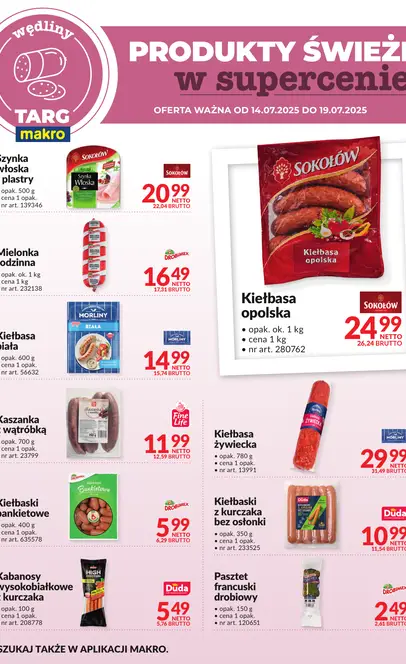 wędliny
TARG
makro
PRODUKTY ŚWIEŻE
w supercenie
OFERTA WAŻNA OD 14.07.2025 DO 19.07.2025
Szynka
włoska
plastry
opak. 500 g
cena 1 opak.
nr art. 139346
SOKOŁÓW
Szynka
Włoska
SOKOŁÓW
20,99
NETTO
22,04 BRUTTO
Mielonka
rodzinna
opak. ok. 1 kg
cena 1 kg
nr art. 232138
DROBIMEX
16,49
NETTO
17,31 BRUTTO
Kiełbasa
biała
opak. 600 g
cena 1 opak.
nr art. 56632
MORLINY
BIAŁA
MORLINY
14,99
NETTO
15,74 BRUTTO
Kaszanka
z wątróbką
opak. 700 g
cena 1 opak.
nr art. 23799
Fine
Life
11,99
NETTO
12,59 BRUTTO
Kiełbaski
bankietowe
opak. 400 g
cena 1 opak.
nr art. 635578
Bankietowe
DROBIMEX
5,99
NETTO
6,29 BRUTTO
Kabanosy
wysokobiałkowe
z kurczaka
opak. 100 g
cena 1 opak.
nr art. 208778
HIGH
Duda
5,49
NETTO
5,76 BRUTTO
SOKOŁÓW
Kiełbasa
opolska
Kiełbasa
opolska
• opak. ok. 1 kg
• cena 1 kg
• nr art. 280762
SOKOŁÓW
24,99
NETTO
26,24 BRUTTO
Kiełbasa
żywiecka
• opak. 780 g
• cena 1 opak.
• nr art. 13991
MORLINY
29,99
NETTO
31,49 BRUTTO
Kiełbaski
z kurczaka
bez osłonki
• opak. 350 g
• cena 1 opak.
• nr art. 233525
Duda
Duda
10,99
NETTO
11,54 BRUTTO
Pasztet
francuski
drobiowy
• opak. 150 g
• cena 1 opak.
• nr art. 120651
DROBIMEX
2,49
NETTO
2,61 BRUTTO
SZUKAJ TAKŻE W APLIKACJI MAKRO.